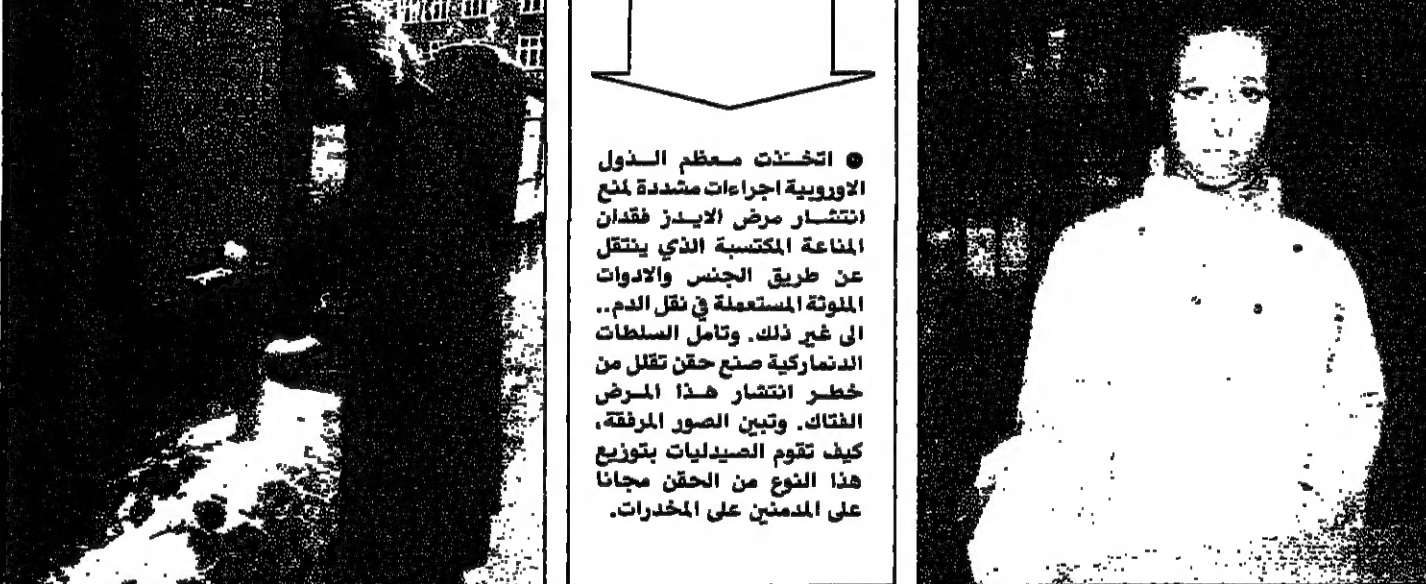 ● اتخذت معظم الدول
الاوروبية اجراءات مشددة لمنع
انتشار مرض الايدز فقدان
المناعة المكتسبة الذي ينتقل
عن طريق الجنس والادوات
الملوثة المستعملة في نقل الدم..
الى غير ذلك. وتامل السلطات
الدنماركية صنع حقن تقلل من
خطر انتشار هذا المرض
الفتاك. وتبين الصور المرفقة،
كيف تقوم الصيدليات بتوزيع
هذا النوع من الحقن مجانا
على المدمنين على المخدرات.